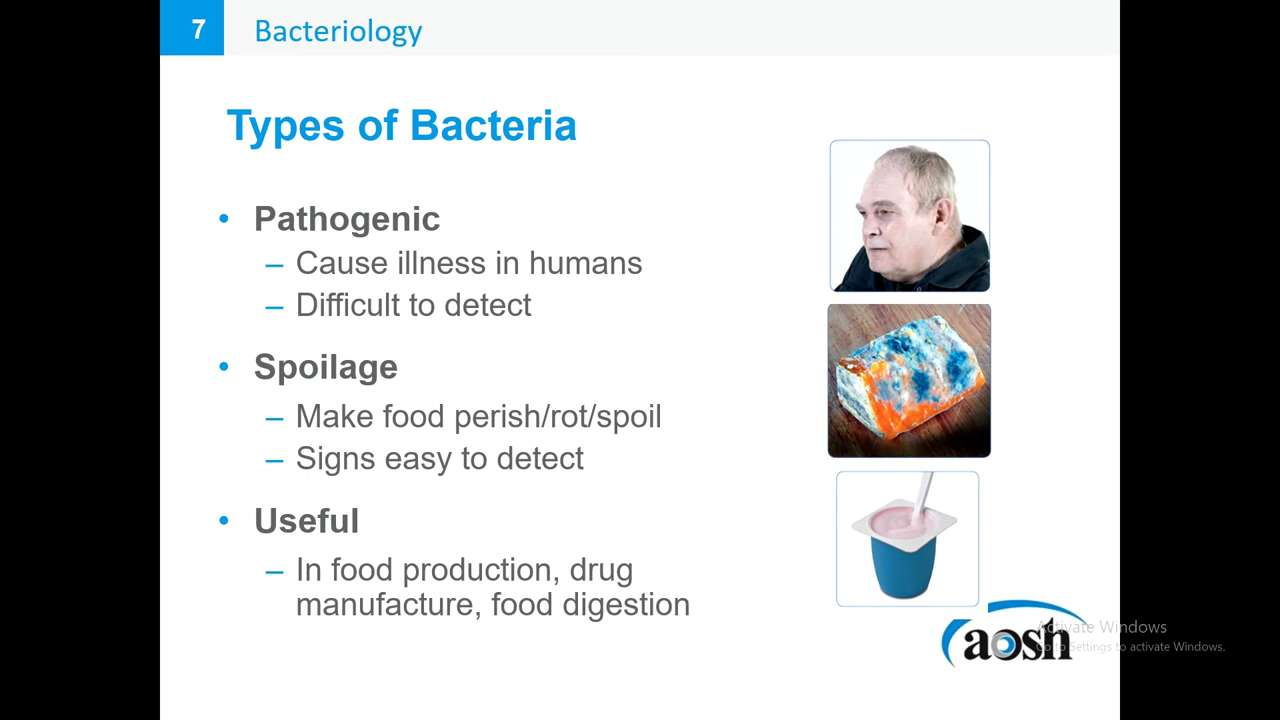 7 Bacteriology
Types of Bacteria
• Pathogenic
– Cause illness in humans
– Difficult to detect
• Spoilage
– Make food perish/rot/spoil
– Signs easy to detect
• Useful
– In food production, drug
manufacture, food digestion
aosh
Activate Windows
Go to Settings to activate Windows.